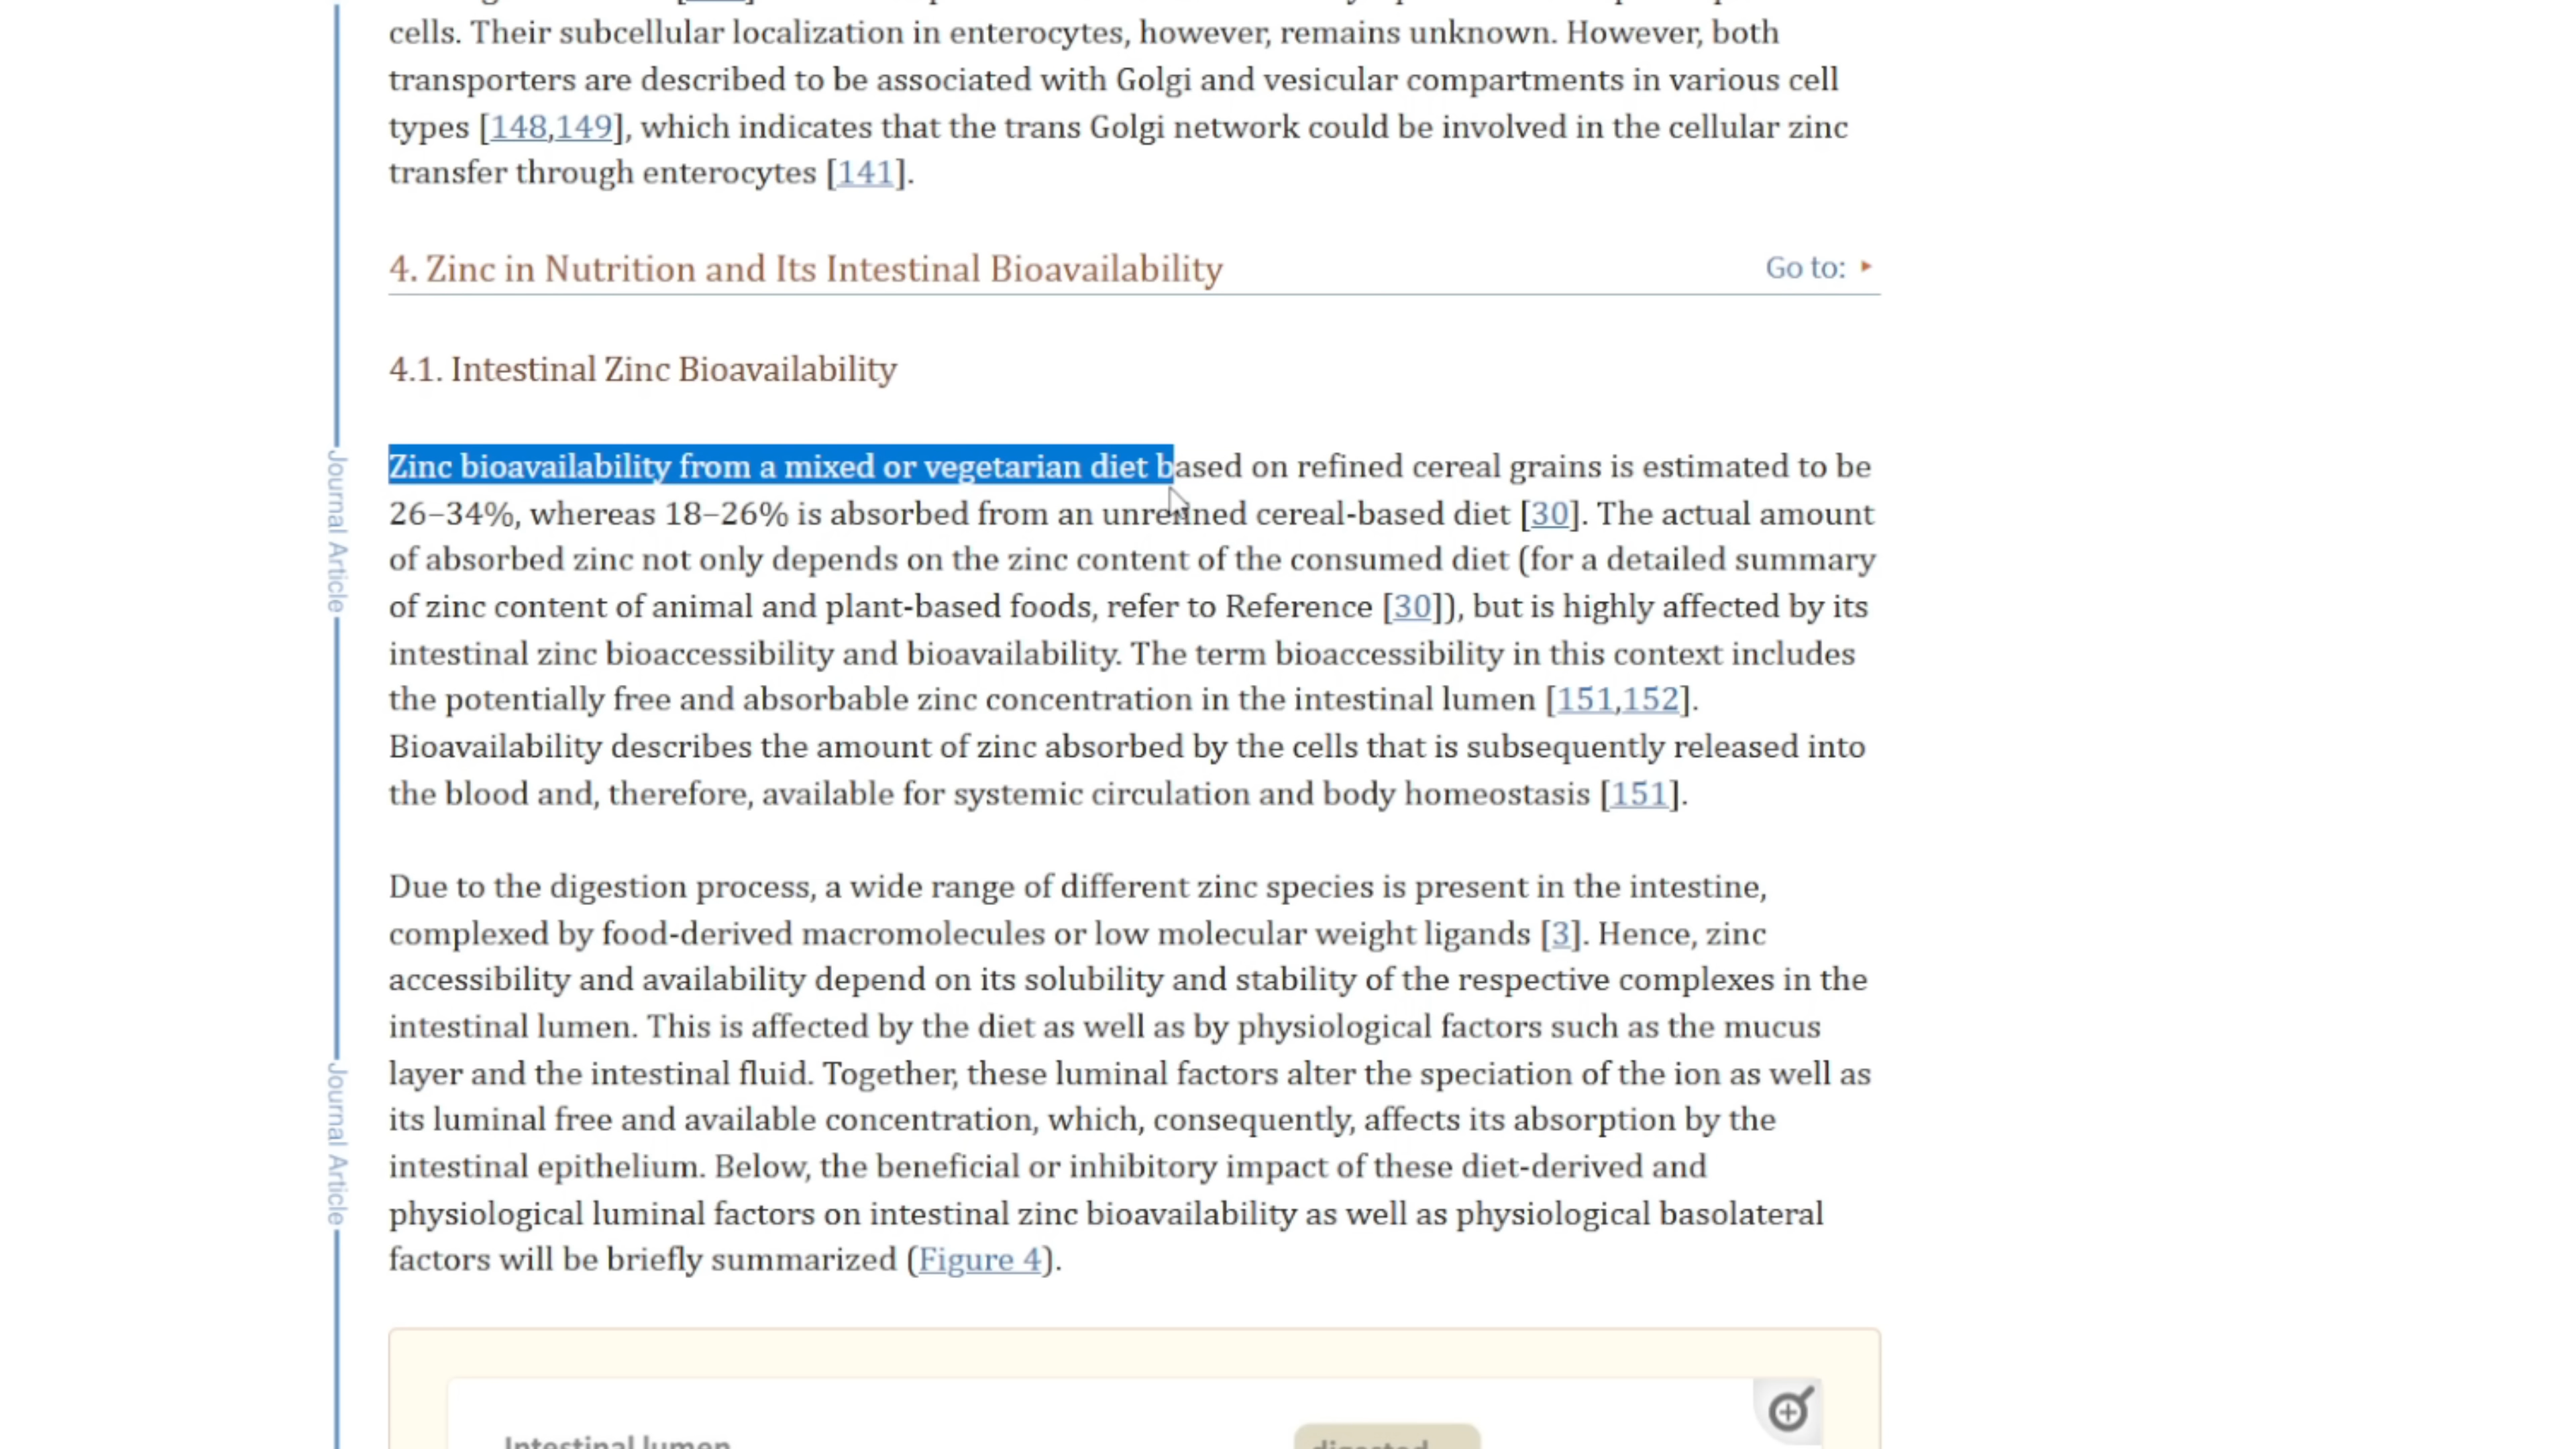 cells. Their subcellular localization in enterocytes, however, remains unknown. However, both
transporters are described to be associated with Golgi and vesicular compartments in various cell
types [148,149], which indicates that the trans Golgi network could be involved in the cellular zinc
transfer through enterocytes [141].
4. Zinc in Nutrition and Its Intestinal Bioavailability
Go to:
4.1. Intestinal Zinc Bioavailability
Zinc bioavailability from a mixed or vegetarian diet based on refined cereal grains is estimated to be
26–34%, whereas 18–26% is absorbed from an unrefined cereal-based diet [30]. The actual amount
of absorbed zinc not only depends on the zinc content of the consumed diet (for a detailed summary
of zinc content of animal and plant-based foods, refer to Reference [30]), but is highly affected by its
intestinal zinc bioaccessibility and bioavailability. The term bioaccessibility in this context includes
the potentially free and absorbable zinc concentration in the intestinal lumen [151,152].
Bioavailability describes the amount of zinc absorbed by the cells that is subsequently released into
the blood and, therefore, available for systemic circulation and body homeostasis [151].
Due to the digestion process, a wide range of different zinc species is present in the intestine,
complexed by food-derived macromolecules or low molecular weight ligands [3]. Hence, zinc
accessibility and availability depend on its solubility and stability of the respective complexes in the
intestinal lumen. This is affected by the diet as well as by physiological factors such as the mucus
layer and the intestinal fluid. Together, these luminal factors alter the speciation of the ion as well as
its luminal free and available concentration, which, consequently, affects its absorption by the
intestinal epithelium. Below, the beneficial or inhibitory impact of these diet-derived and
physiological luminal factors on intestinal zinc bioavailability as well as physiological basolateral
factors will be briefly summarized (Figure 4).
Intestinal lumen
digested
Journal Article
Journal Article